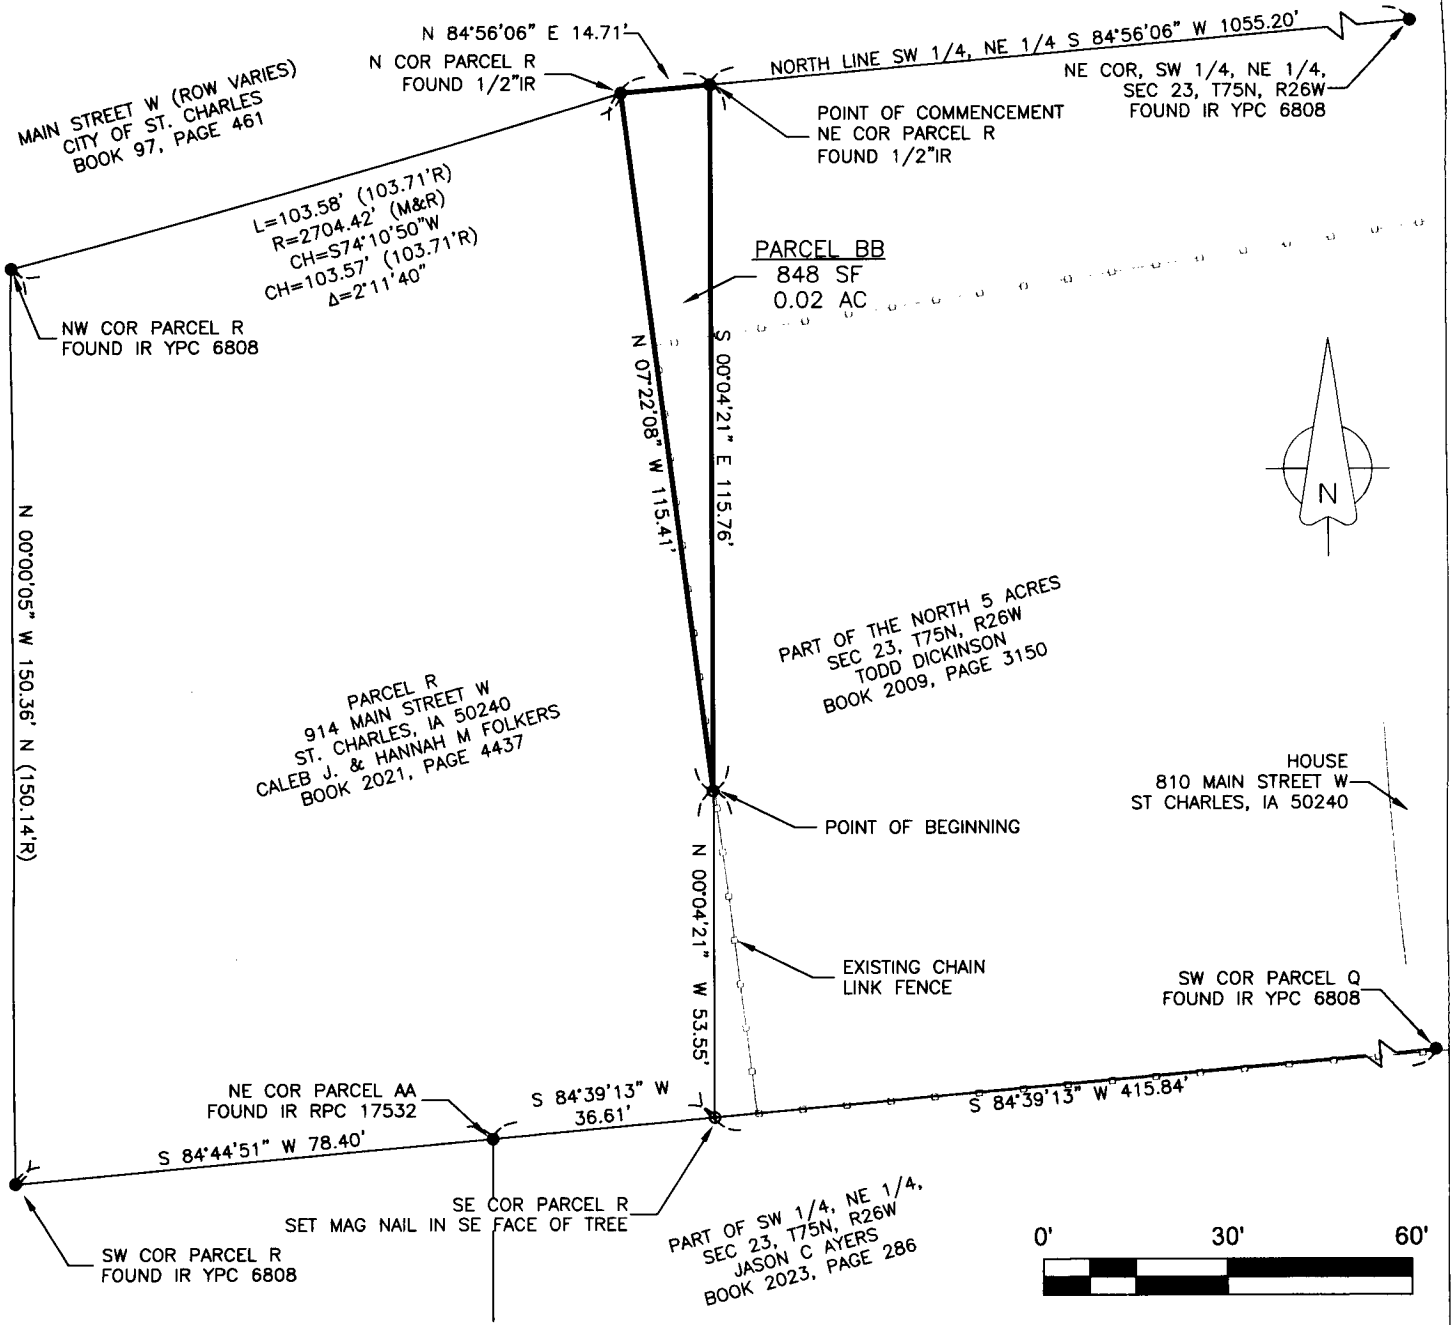 N 84°56'06" E 14.71'
N COR PARCEL R
FOUND 1/2"IR
NORTH LINE SW 1/4, NE 1/4 S 84°56'06" W 1055.20'
NE COR, SW 1/4, NE 1/4,
SEC 23, T75N, R26W
FOUND IR YPC 6808
MAIN STREET W (ROW VARIES)
CITY OF ST. CHARLES
BOOK 97, PAGE 461
POINT OF COMMENCEMENT
NE COR PARCEL R
FOUND 1/2"IR
L=103.58' (103.71'R)
R=2704.42' (M&R)
CH=S74°10'50"W
CH=103.57' (103.71'R)
Δ=2°11'40"
PARCEL BB
848 SF
0.02 AC
NW COR PARCEL R
FOUND IR YPC 6808
N 07°22'08" W 115.41'
S 00°04'21" E 115.76'
N
N 00°00'05" W 150.36' N (150.14'R)
PART OF THE NORTH 5 ACRES
SEC 23, T75N, R26W
TODD DICKINSON
BOOK 2009, PAGE 3150
PARCEL R
914 MAIN STREET W
ST. CHARLES, IA 50240
CALEB J. & HANNAH M FOLKERS
BOOK 2021, PAGE 4437
HOUSE
810 MAIN STREET W
ST CHARLES, IA 50240
POINT OF BEGINNING
N 00°04'21" W 53.55'
EXISTING CHAIN
LINK FENCE
SW COR PARCEL Q
FOUND IR YPC 6808
NE COR PARCEL AA
FOUND IR RPC 17532
S 84°39'13" W
36.61'
S 84°39'13" W 415.84'
S 84°44'51" W 78.40'
SE COR PARCEL R
SET MAG NAIL IN SE FACE OF TREE
PART OF SW 1/4, NE 1/4,
SEC 23, T75N, R26W
JASON C AYERS
BOOK 2023, PAGE 286
SW COR PARCEL R
FOUND IR YPC 6808
0' 30' 60'